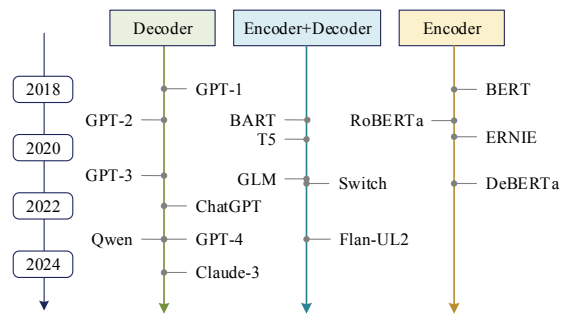 Decoder
Encoder+Decoder
Encoder
2018
GPT-1
BERT
GPT-2
BART
RoBERTa
T5
ERNIE
2020
GPT-3
GLM
Switch
DeBERTa
2022
ChatGPT
Qwen
GPT-4
Flan-UL2
2024
Claude-3